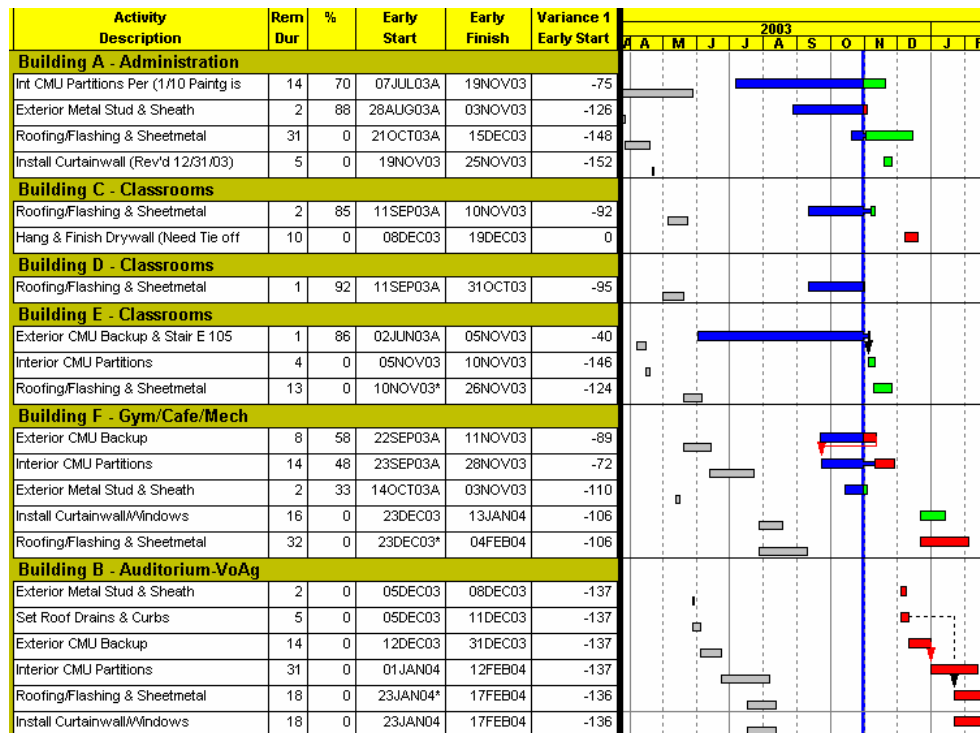 Activity Description Rem Dur % Early Start Early Finish Variance 1 Early Start
2003
A A M J J A S O N D J F
Building A - Administration
Int CMU Partitions Per (1/10 Paintg is 14 70 07JUL03A 19NOV03 -75
Exterior Metal Stud & Sheath 2 88 28AUG03A 03NOV03 -126
Roofing/Flashing & Sheetmetal 31 0 21OCT03A 15DEC03 -148
Install Curtainwall (Rev'd 12/31/03) 5 0 19NOV03 25NOV03 -152
Building C - Classrooms
Roofing/Flashing & Sheetmetal 2 85 11SEP03A 10NOV03 -92
Hang & Finish Drywall (Need Tie off 10 0 08DEC03 19DEC03 0
Building D - Classrooms
Roofing/Flashing & Sheetmetal 1 92 11SEP03A 31OCT03 -95
Building E - Classrooms
Exterior CMU Backup & Stair E 105 1 86 02JUN03A 05NOV03 -40
Interior CMU Partitions 4 0 05NOV03 10NOV03 -146
Roofing/Flashing & Sheetmetal 13 0 10NOV03* 26NOV03 -124
Building F - Gym/Cafe/Mech
Exterior CMU Backup 8 58 22SEP03A 11NOV03 -89
Interior CMU Partitions 14 48 23SEP03A 28NOV03 -72
Exterior Metal Stud & Sheath 2 33 14OCT03A 03NOV03 -110
Install Curtainwall/Windows 16 0 23DEC03 13JAN04 -106
Roofing/Flashing & Sheetmetal 32 0 23DEC03* 04FEB04 -106
Building B - Auditorium-VoAg
Exterior Metal Stud & Sheath 2 0 05DEC03 08DEC03 -137
Set Roof Drains & Curbs 5 0 05DEC03 11DEC03 -137
Exterior CMU Backup 14 0 12DEC03 31DEC03 -137
Interior CMU Partitions 31 0 01JAN04 12FEB04 -137
Roofing/Flashing & Sheetmetal 18 0 23JAN04* 17FEB04 -136
Install Curtainwall/Windows 18 0 23JAN04 17FEB04 -136